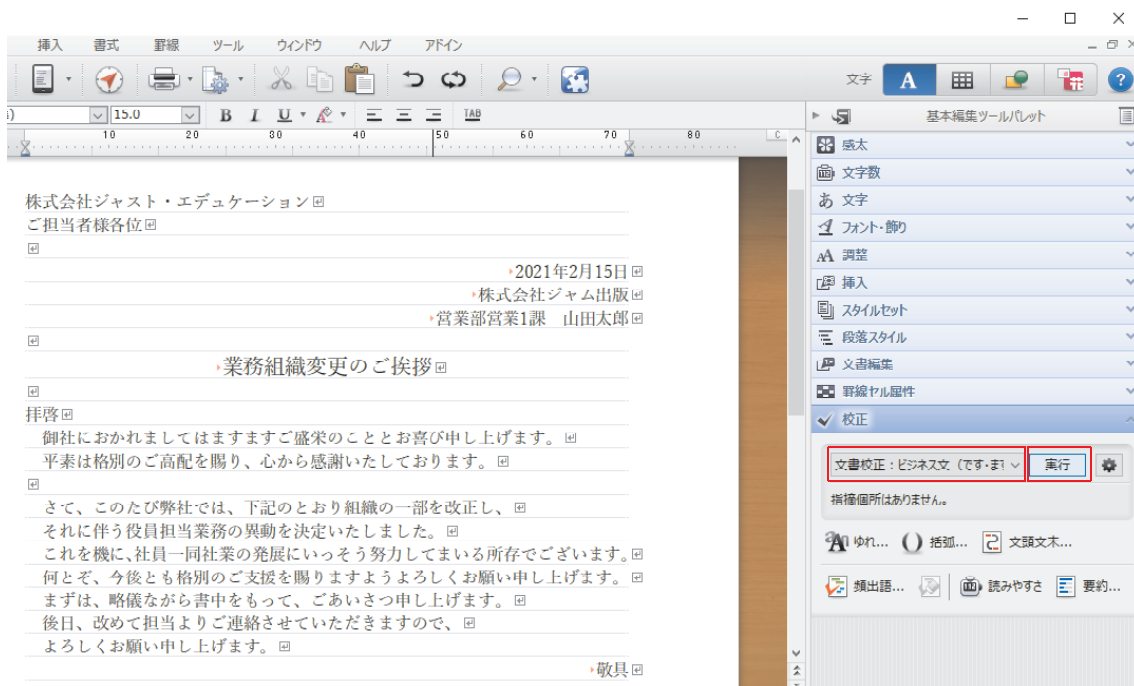 挿入 書式 罫線 ツール ウィンドウ ヘルプ アドイン
文字 A ?
15.0 B I U TAB
10 20 30 40 50 60 70 80 C
基本編集ツールパレット
感太
文字数
あ 文字
フォント・飾り
AA 調整
挿入
スタイルセット
段落スタイル
文書編集
罫線セル属性
校正
文書校正：ビジネス文（です・ま 実行
指摘個所はありません。
ゆれ... 括弧... 文頭文末...
頻出語... 読みやすさ 要約...
株式会社ジャスト・エデュケーション
ご担当者様各位
2021年2月15日
株式会社ジャム出版
営業部営業1課　山田太郎
業務組織変更のご挨拶
拝啓
御社におかれましてはますますご盛栄のこととお喜び申し上げます。
平素は格別のご高配を賜り、心から感謝いたしております。
さて、このたび弊社では、下記のとおり組織の一部を改正し、
それに伴う役員担当業務の異動を決定いたしました。
これを機に、社員一同社業の発展にいっそう努力してまいる所存でございます。
何とぞ、今後とも格別のご支援を賜りますようよろしくお願い申し上げます。
まずは、略儀ながら書中をもって、ごあいさつ申し上げます。
後日、改めて担当よりご連絡させていただきますので、
よろしくお願い申し上げます。
敬具